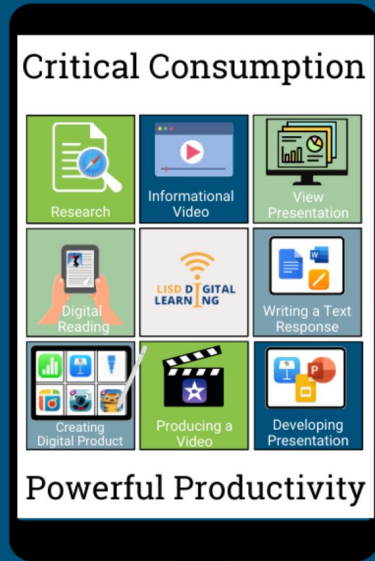 Critical Consumption
Research
Informational
Video
View
Presentation
Digital
Reading
LISD DIGITAL
LEARNING
Writing a Text
Response
Creating
Digital Product
Producing a
Video
Developing
Presentation
Powerful Productivity